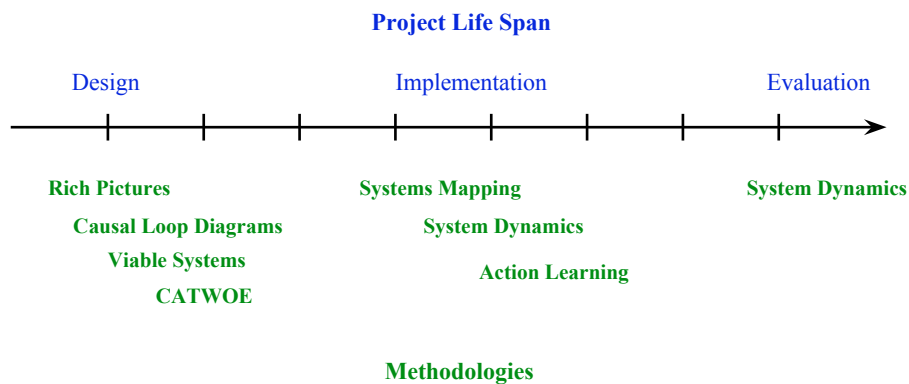 Project Life Span
Design Implementation Evaluation
Rich Pictures Systems Mapping System Dynamics
Causal Loop Diagrams System Dynamics
Viable Systems
Action Learning
CATWOE
Methodologies